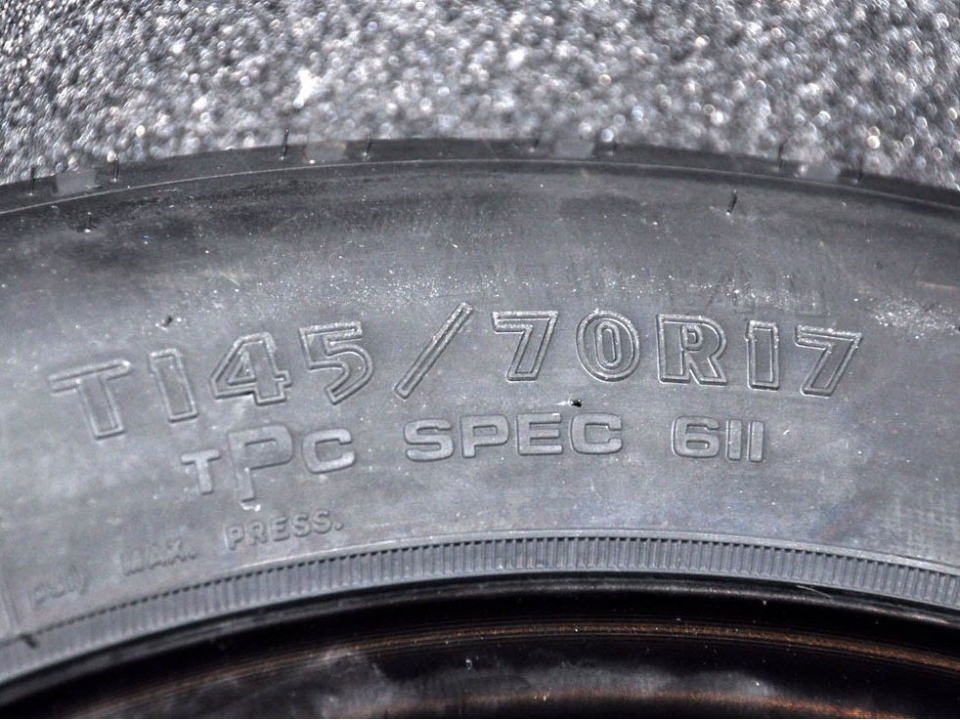 T145/70R17
TPC SPEC 611
MAX. PRESS.